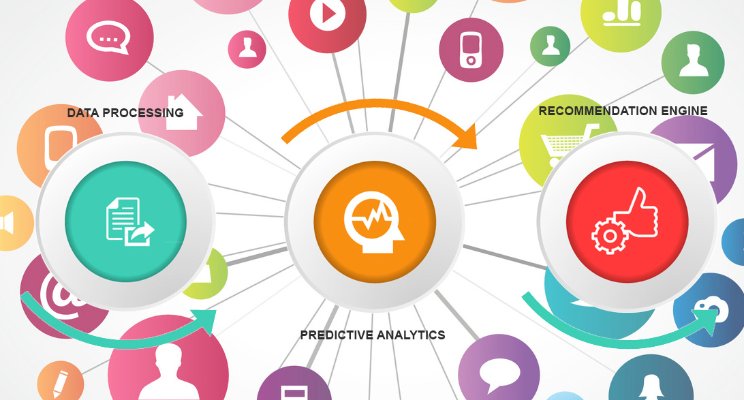 DATA PROCESSING
RECOMMENDATION ENGINE
@
PREDICTIVE ANALYTICS